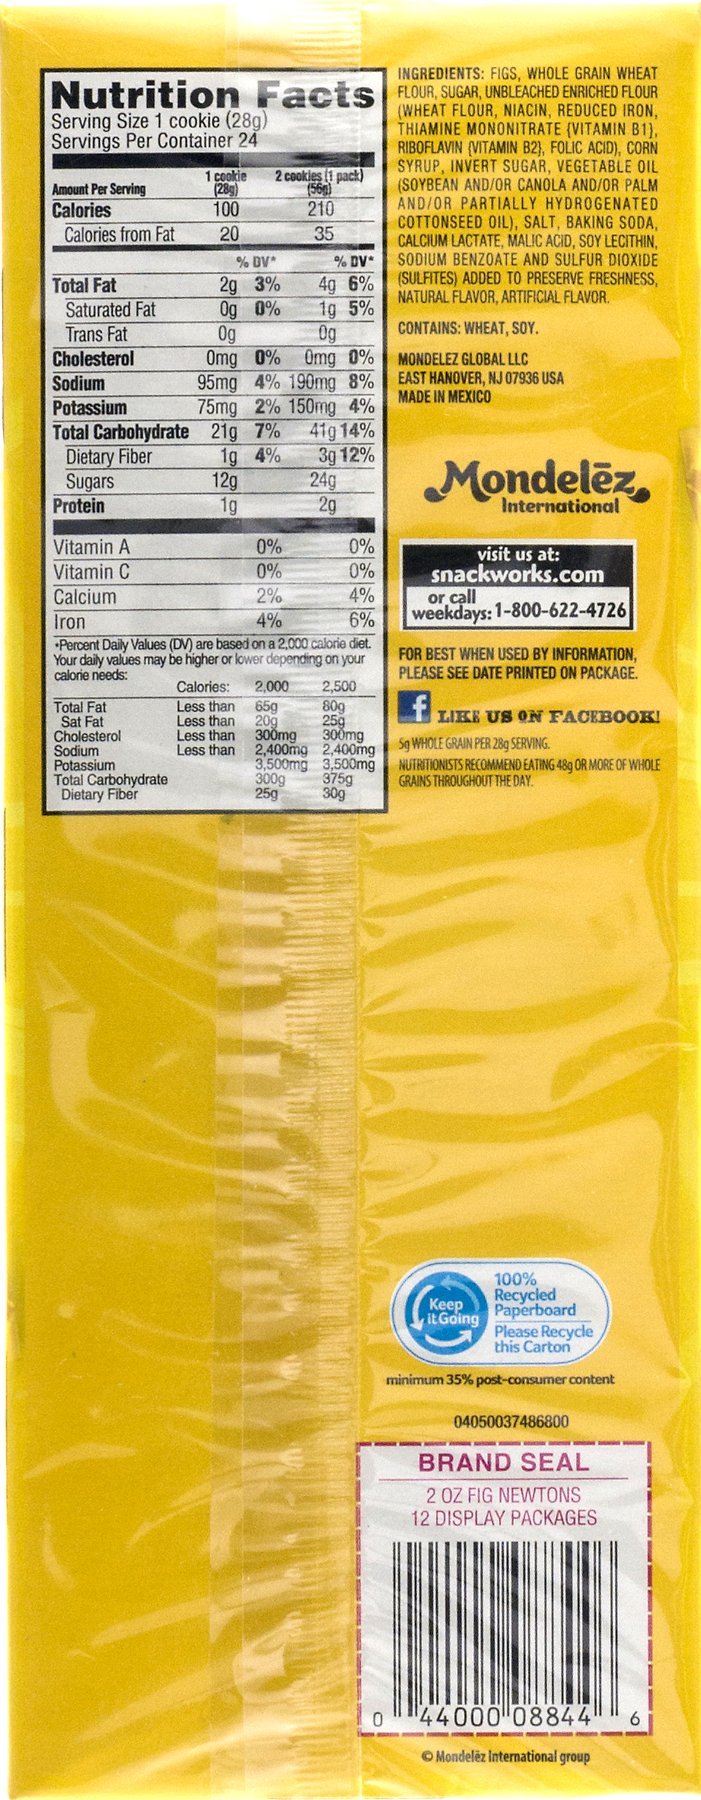 Nutrition Facts
Serving Size 1 cookie (28g)
Servings Per Container 24
Amount Per Serving 1 cookie (28g) 2 cookies (1 pack) (56g)
Calories 100 210
Calories from Fat 20 35
% DV* % DV*
Total Fat 2g 3% 4g 6%
Saturated Fat 0g 0% 1g 5%
Trans Fat 0g 0g
Cholesterol 0mg 0% 0mg 0%
Sodium 95mg 4% 190mg 8%
Potassium 75mg 2% 150mg 4%
Total Carbohydrate 21g 7% 41g 14%
Dietary Fiber 1g 4% 3g 12%
Sugars 12g 24g
Protein 1g 2g
Vitamin A 0% 0%
Vitamin C 0% 0%
Calcium 2% 4%
Iron 4% 6%
*Percent Daily Values (DV) are based on a 2,000 calorie diet.
Your daily values may be higher or lower depending on your
calorie needs:
Calories: 2,000 2,500
Total Fat Less than 65g 80g
Sat Fat Less than 20g 25g
Cholesterol Less than 300mg 300mg
Sodium Less than 2,400mg 2,400mg
Potassium 3,500mg 3,500mg
Total Carbohydrate 300g 375g
Dietary Fiber 25g 30g
INGREDIENTS: FIGS, WHOLE GRAIN WHEAT
FLOUR, SUGAR, UNBLEACHED ENRICHED FLOUR
(WHEAT FLOUR, NIACIN, REDUCED IRON,
THIAMINE MONONITRATE {VITAMIN B1},
RIBOFLAVIN {VITAMIN B2}, FOLIC ACID), CORN
SYRUP, INVERT SUGAR, VEGETABLE OIL
(SOYBEAN AND/OR CANOLA AND/OR PALM
AND/OR PARTIALLY HYDROGENATED
COTTONSEED OIL), SALT, BAKING SODA,
CALCIUM LACTATE, MALIC ACID, SOY LECITHIN,
SODIUM BENZOATE AND SULFUR DIOXIDE
(SULFITES) ADDED TO PRESERVE FRESHNESS,
NATURAL FLAVOR, ARTIFICIAL FLAVOR.
CONTAINS: WHEAT, SOY.
MONDELEZ GLOBAL LLC
EAST HANOVER, NJ 07936 USA
MADE IN MEXICO
Mondelēz
International
visit us at:
snackworks.com
or call
weekdays: 1-800-622-4726
FOR BEST WHEN USED BY INFORMATION,
PLEASE SEE DATE PRINTED ON PACKAGE.
f LIKE US ON FACEBOOK!
5g WHOLE GRAIN PER 28g SERVING.
NUTRITIONISTS RECOMMEND EATING 48g OR MORE OF WHOLE
GRAINS THROUGHOUT THE DAY.
Keep
it Going
100%
Recycled
Paperboard
Please Recycle
this Carton
minimum 35% post-consumer content
04050037486800
BRAND SEAL
2 OZ FIG NEWTONS
12 DISPLAY PACKAGES
0 44000 08844 6
© Mondelēz International group